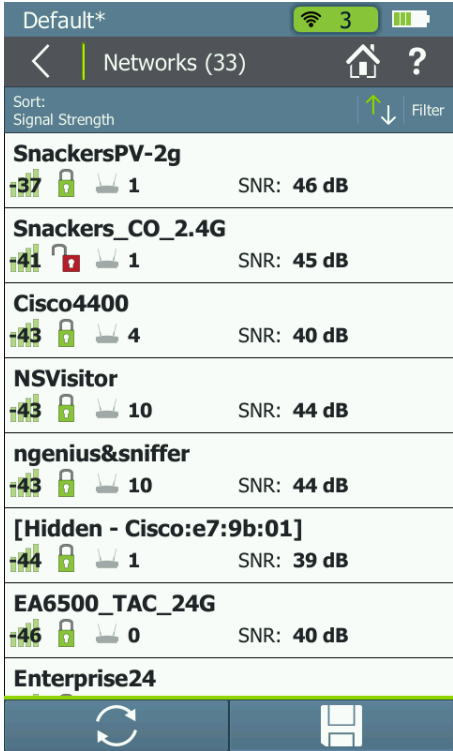 Default* 3
Networks (33) ?
Sort:
Signal Strength
Filter
SnackersPV-2g
-37 1 SNR: 46 dB
Snackers_CO_2.4G
-41 1 SNR: 45 dB
Cisco4400
-43 4 SNR: 40 dB
NSVisitor
-43 10 SNR: 44 dB
ngenius&sniffer
-43 10 SNR: 44 dB
[Hidden - Cisco:e7:9b:01]
-44 1 SNR: 39 dB
EA6500_TAC_24G
-46 0 SNR: 40 dB
Enterprise24